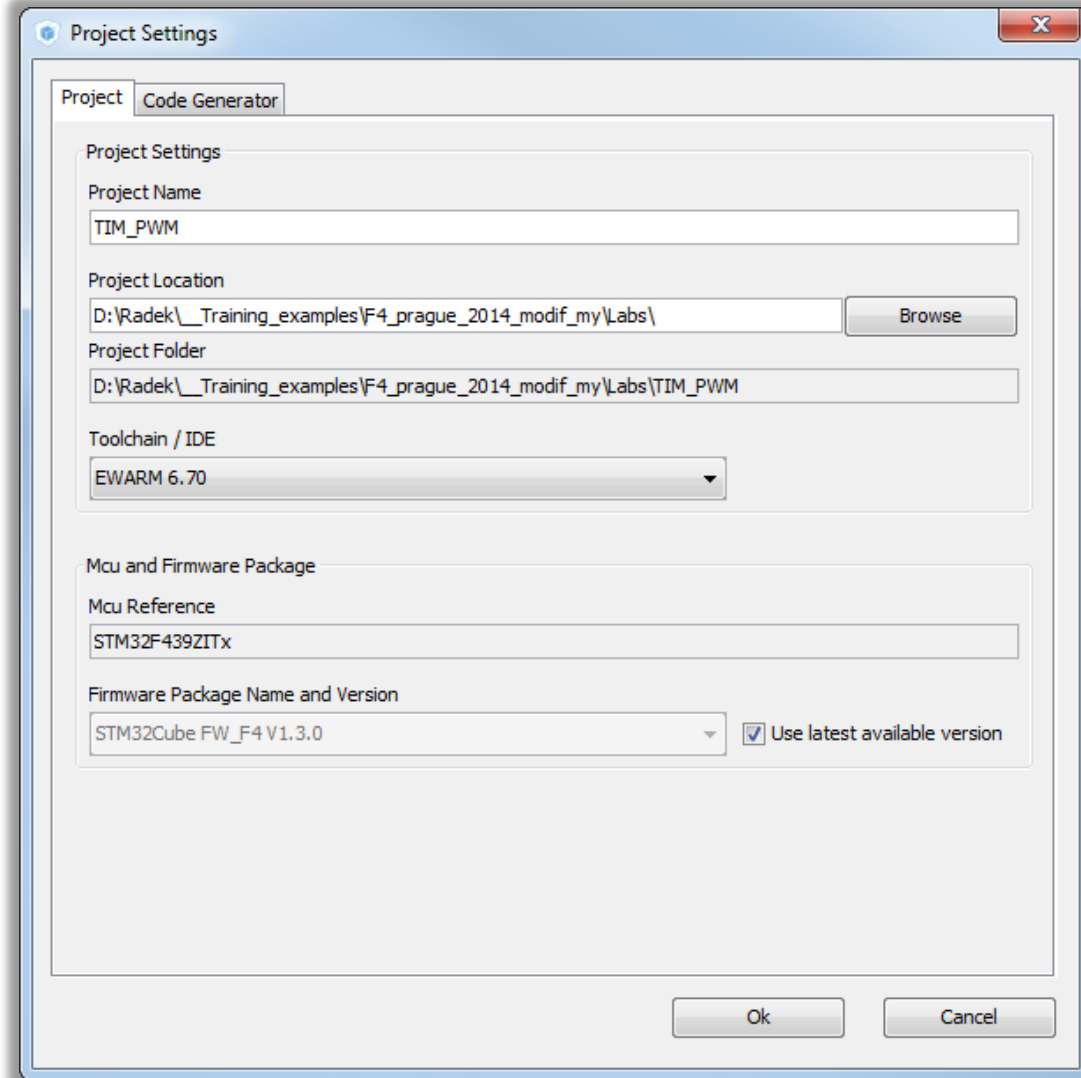 Project Settings
Project
Code Generator
Project Settings
Project Name
TIM_PWM
Project Location
D:\Radek\__Training_examples\F4_prague_2014_modif_my\Labs\
Browse
Project Folder
D:\Radek\__Training_examples\F4_prague_2014_modif_my\Labs\TIM_PWM
Toolchain / IDE
EWARM 6.70
Mcu and Firmware Package
Mcu Reference
STM32F439ZITx
Firmware Package Name and Version
STM32Cube FW_F4 V1.3.0
Use latest available version
Ok
Cancel